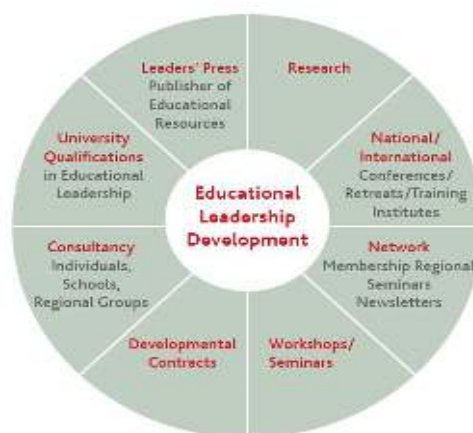 Leaders' Press
Publisher of
Educational
Resources
Research
National/
International
Conferences/
Retreats/Training
Institutes
Network
Membership Regional
Seminars
Newsletters
Workshops/
Seminars
Developmental
Contracts
Consultancy
Individuals,
Schools,
Regional Groups
University
Qualifications
in Educational
Leadership
Educational
Leadership
Development